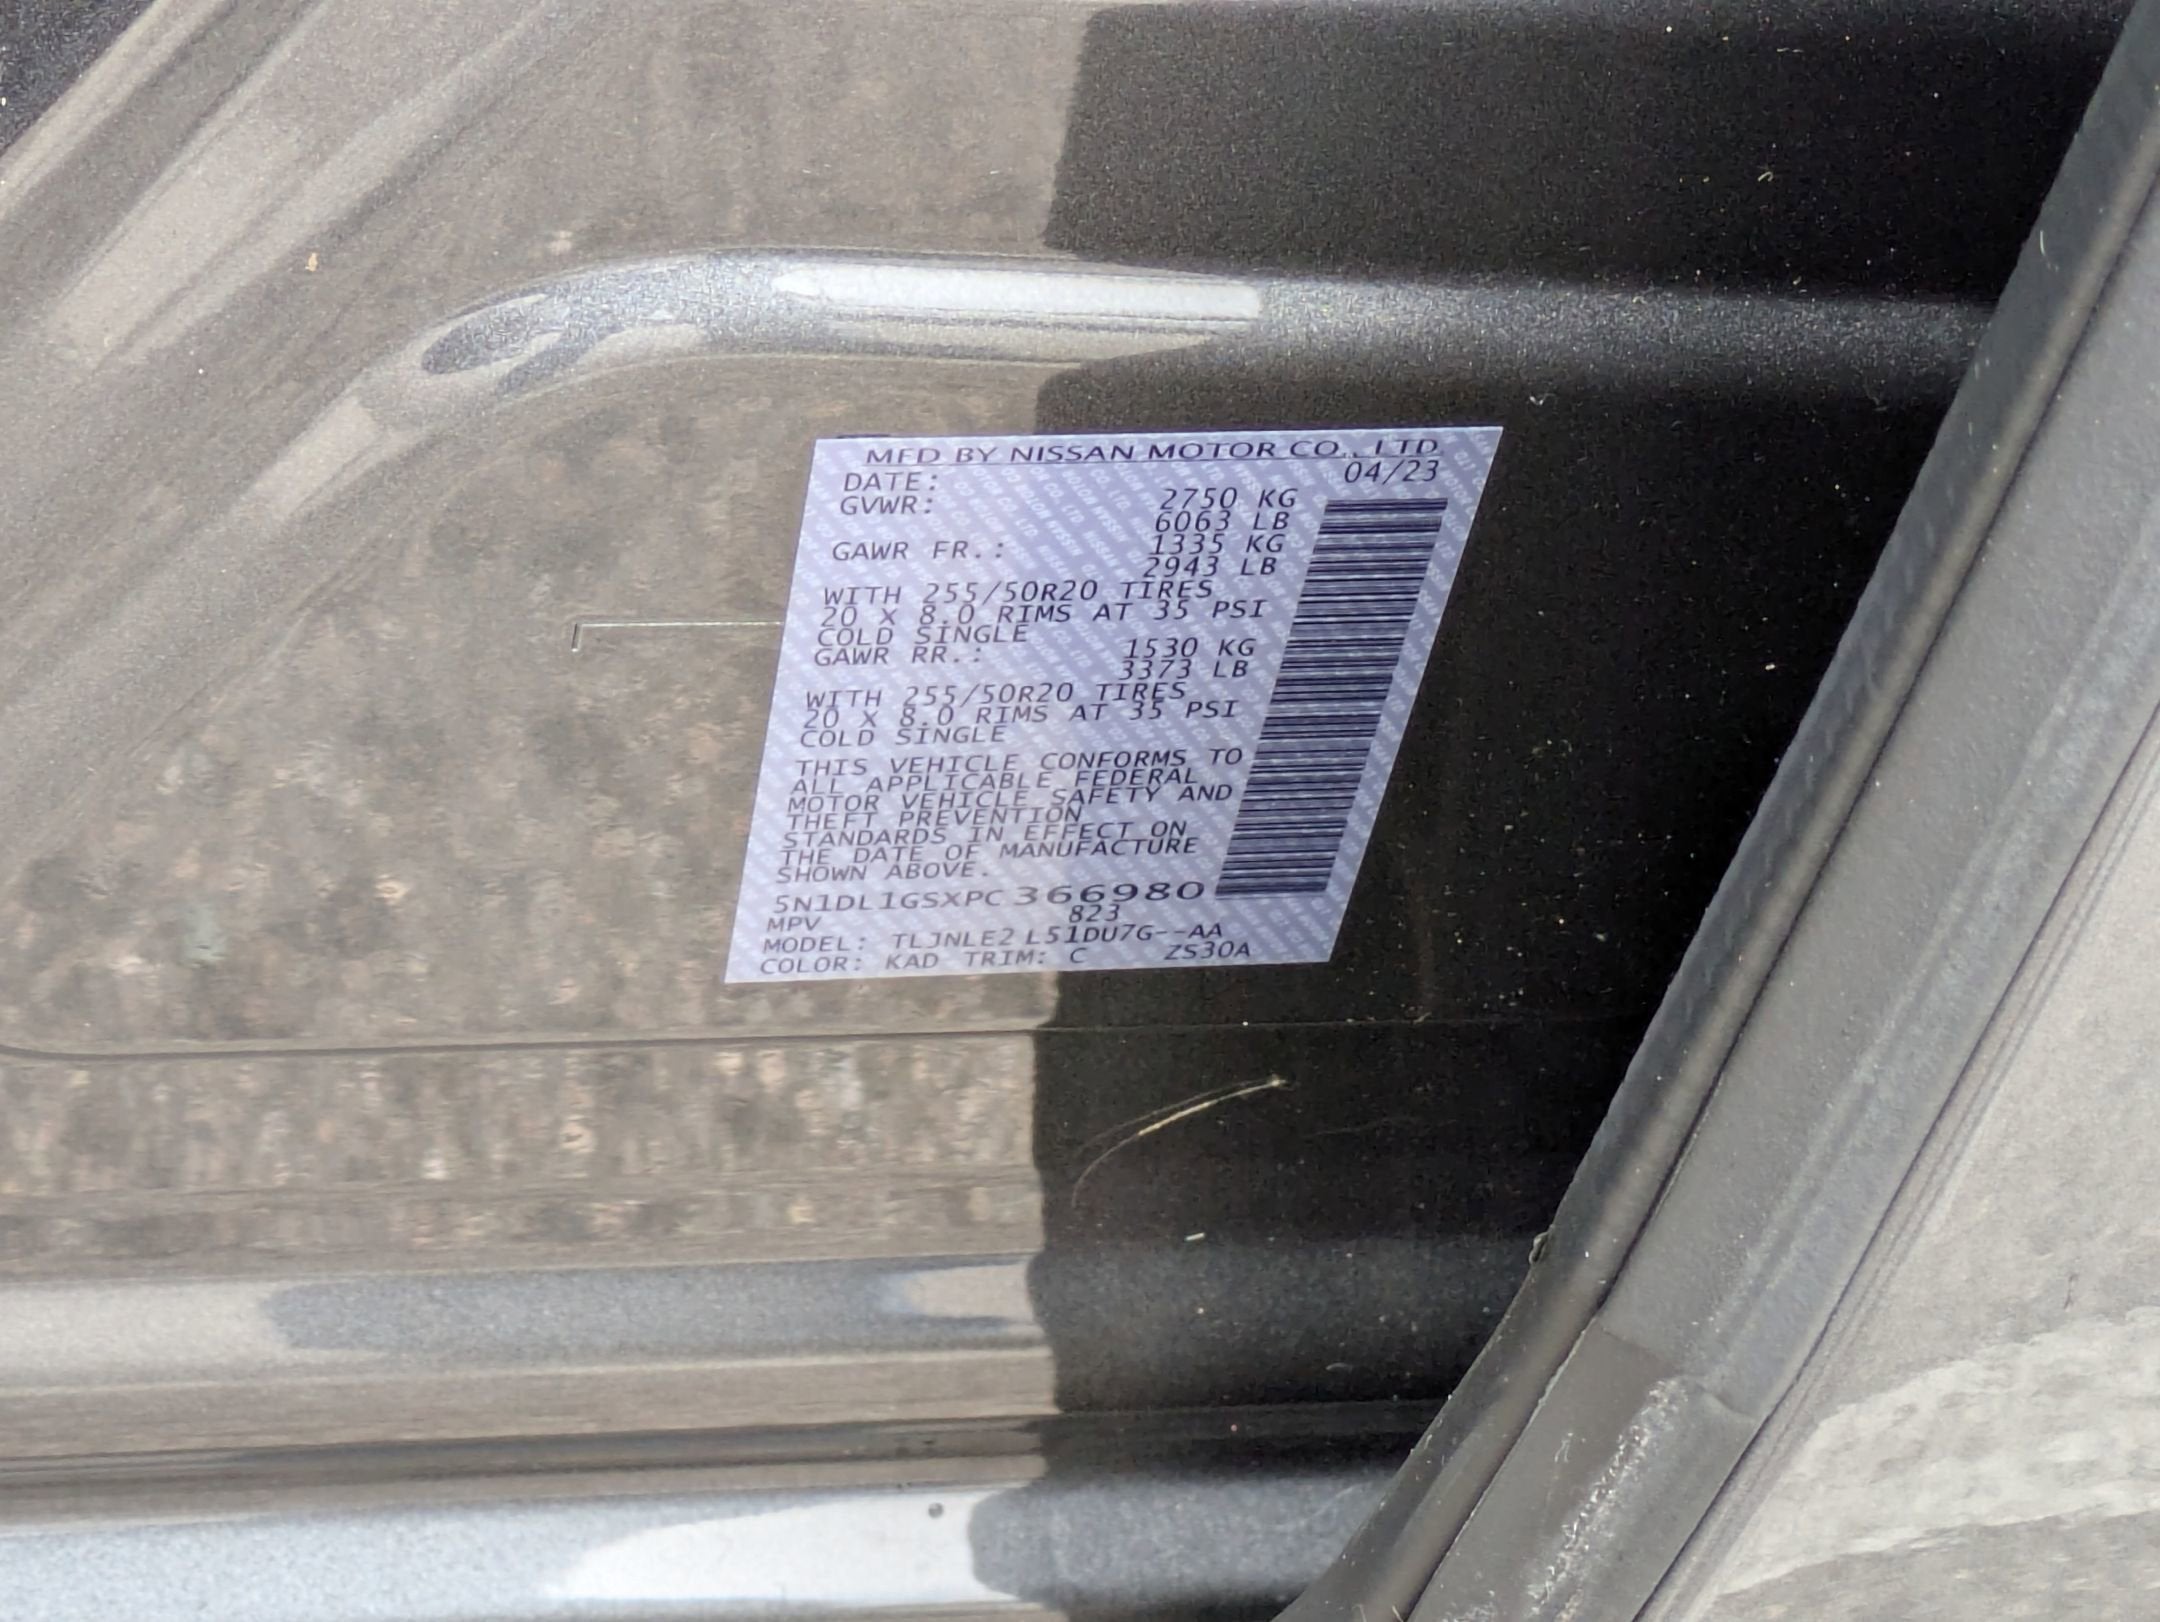 MFD BY NISSAN MOTOR CO., LTD
DATE: 04/23
GVWR: 2750 KG
6063 LB
GAWR FR.: 1335 KG
2943 LB
WITH 255/50R20 TIRES
20 X 8.0 RIMS AT 35 PSI
COLD SINGLE
GAWR RR.: 1530 KG
3373 LB
WITH 255/50R20 TIRES
20 X 8.0 RIMS AT 35 PSI
COLD SINGLE
THIS VEHICLE CONFORMS TO
ALL APPLICABLE FEDERAL
MOTOR VEHICLE SAFETY AND
THEFT PREVENTION
STANDARDS IN EFFECT ON
THE DATE OF MANUFACTURE
SHOWN ABOVE.
5N1DL1GSXPC366980
MPV 823
MODEL: TLJNLE2 L51DU7G--AA
COLOR: KAD TRIM: C ZS30A